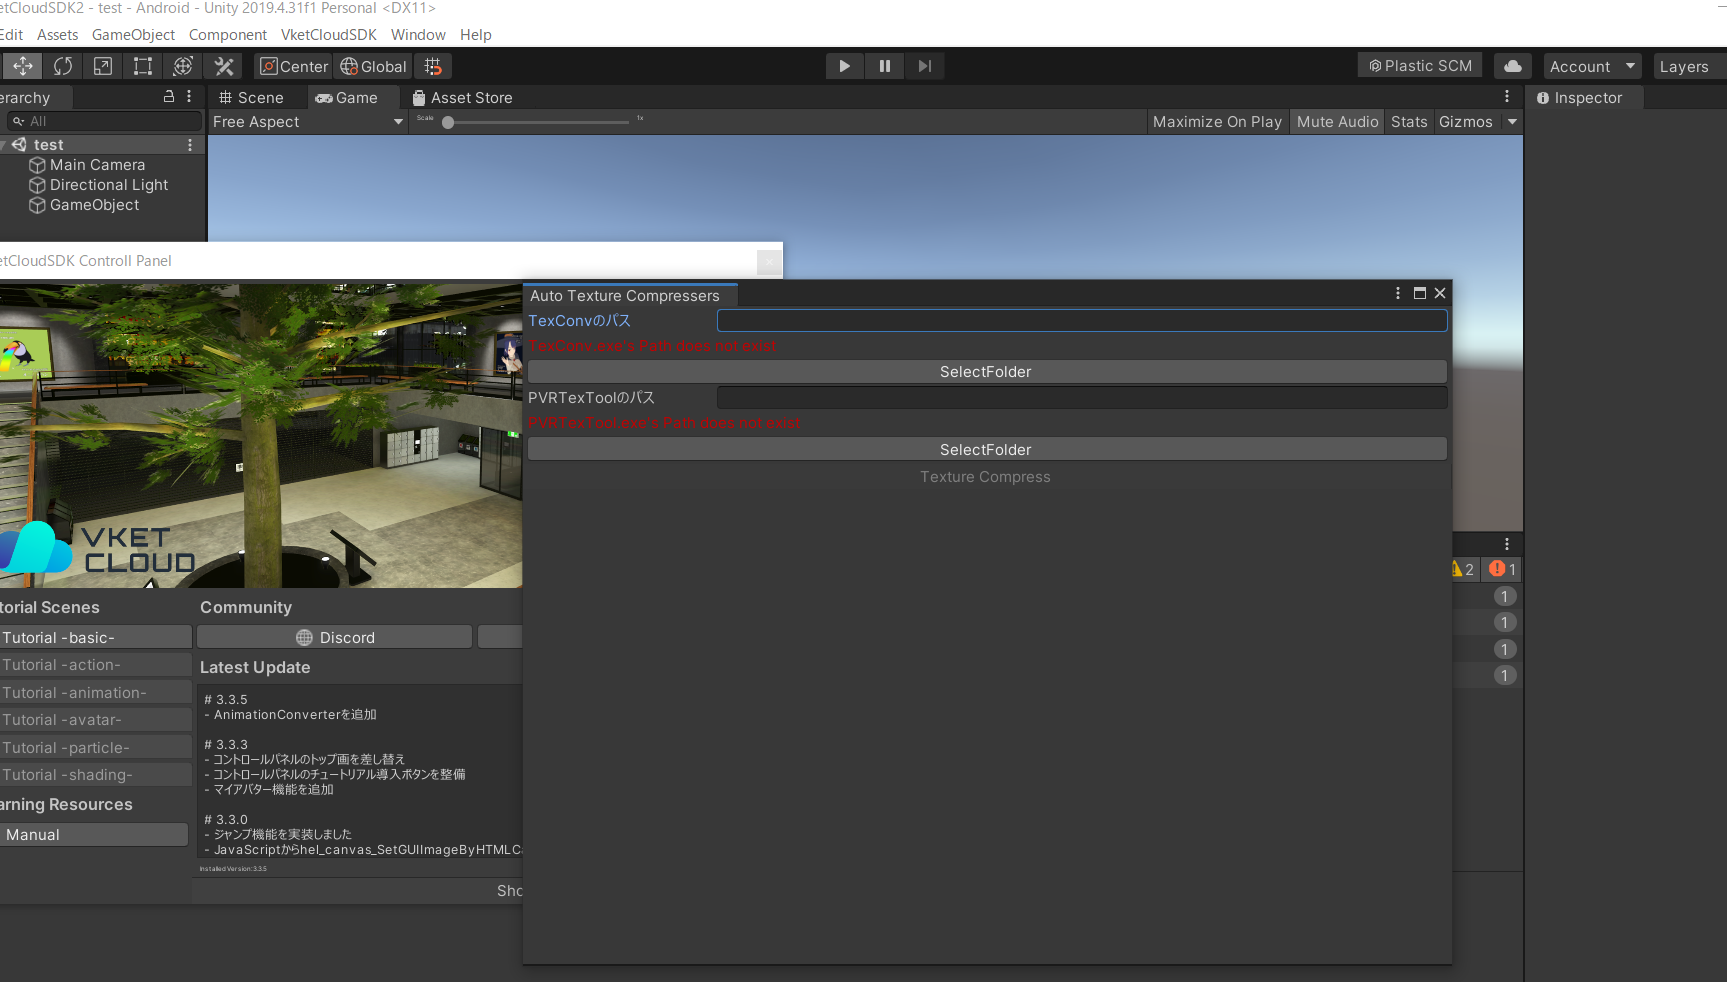 etCloudSDK2 - test - Android - Unity 2019.4.31f1 Personal <DX11>
Edit Assets GameObject Component VketCloudSDK Window Help
Center Global Plastic SCM Account Layers
erarchy Scene Game Asset Store Inspector
All Free Aspect Scale 1x Maximize On Play Mute Audio Stats Gizmos
test
Main Camera
Directional Light
GameObject
etCloudSDK Controll Panel
Auto Texture Compressers
TexConvのパス
TexConv.exe's Path does not exist
SelectFolder
PVRTexToolのパス
PVRTexTool.exe's Path does not exist
SelectFolder
Texture Compress
VKET
CLOUD
2 1
1
1
1
1
torial Scenes
Tutorial -basic-
Tutorial -action-
Tutorial -animation-
Tutorial -avatar-
Tutorial -particle-
Tutorial -shading-
arning Resources
Manual
Community
Discord
Latest Update
# 3.3.5
- AnimationConverterを追加
# 3.3.3
- コントロールパネルのトップ画を差し替え
- コントロールパネルのチュートリアル導入ボタンを整備
- マイアバター機能を追加
# 3.3.0
- ジャンプ機能を実装しました
- JavaScriptからhel_canvas_SetGUIImageByHTMLCa
Installed Version:3.3.5
Sho